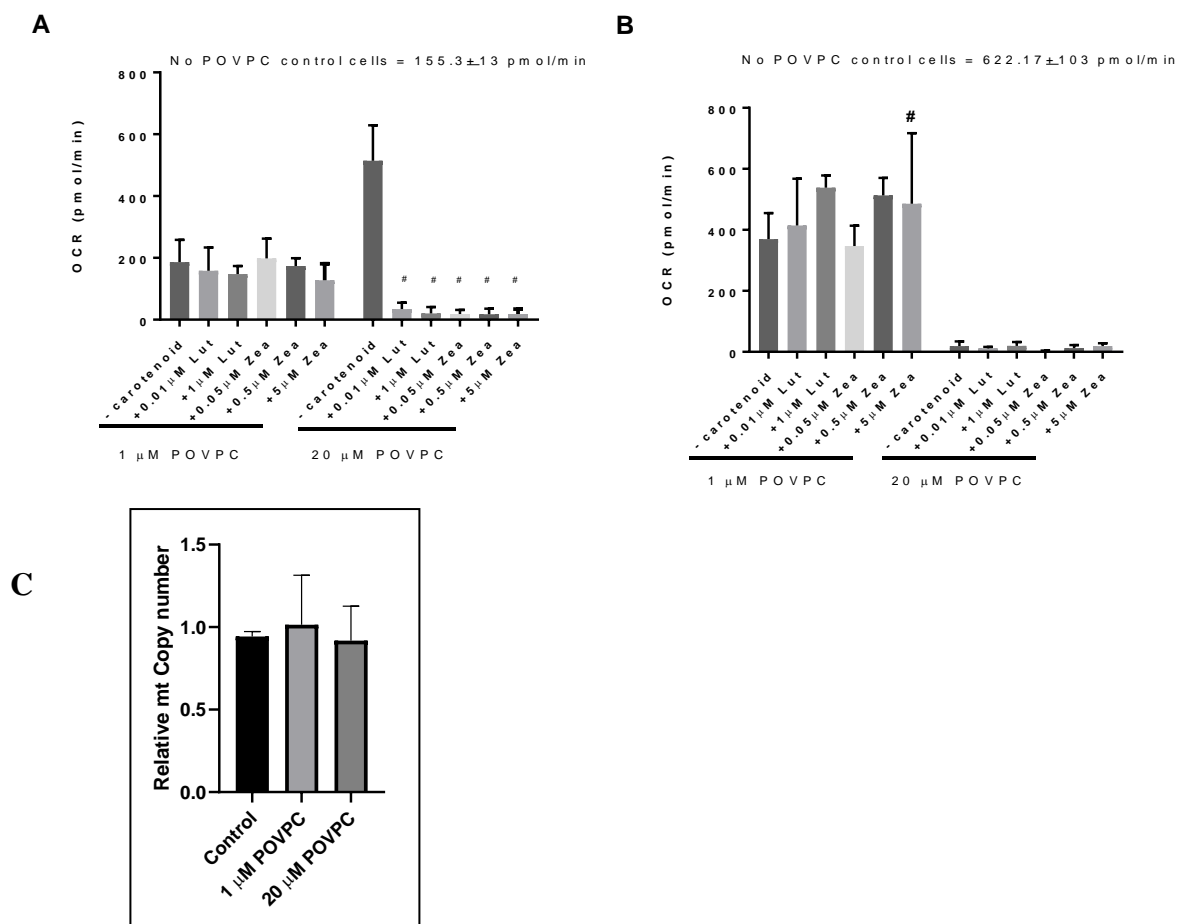 A
No POVPC control cells = 155.3±13 pmol/min
800
600
400
200
0
OCR (pmol/min)
#
#
#
#
#
- carotenoid
+0.01μM Lut
+1μM Lut
+0.05μM Zea
+0.5μM Zea
+5μM Zea
- carotenoid
+0.01μM Lut
+1μM Lut
+0.05μM Zea
+0.5μM Zea
+5μM Zea
1 μM POVPC
20 μM POVPC
B
No POVPC control cells = 622.17±103 pmol/min
800
600
400
200
0
OCR (pmol/min)
#
- carotenoid
+0.01μM Lut
+1μM Lut
+0.05μM Zea
+0.5μM Zea
+5μM Zea
- carotenoid
+0.01μM Lut
+1μM Lut
+0.05μM Zea
+0.5μM Zea
+5μM Zea
1 μM POVPC
20 μM POVPC
C
1.5
1.0
0.5
0.0
Relative mt Copy number
Control
1 μM POVPC
20 μM POVPC